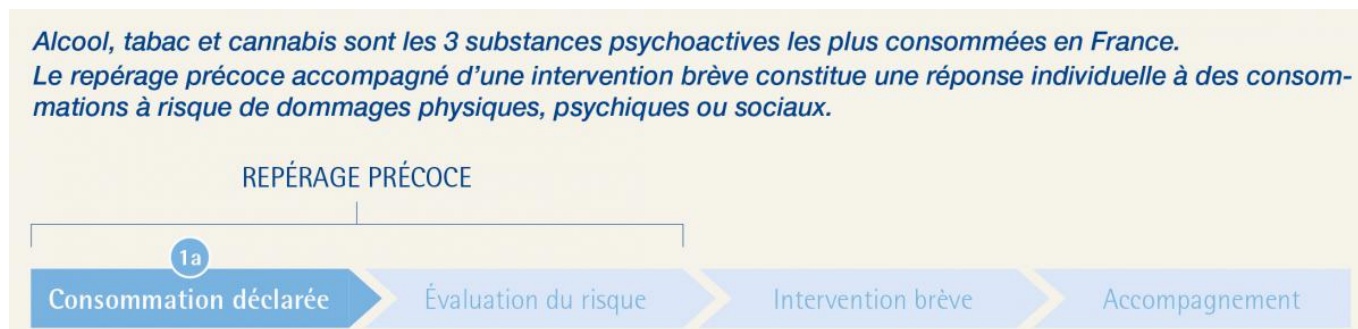 Alcool, tabac et cannabis sont les 3 substances psychoactives les plus consommées en France.
Le repérage précoce accompagné d'une intervention brève constitue une réponse individuelle à des consom-
mations à risque de dommages physiques, psychiques ou sociaux.
REPÉRAGE PRÉCOCE
1a
Consommation déclarée Évaluation du risque Intervention brève Accompagnement